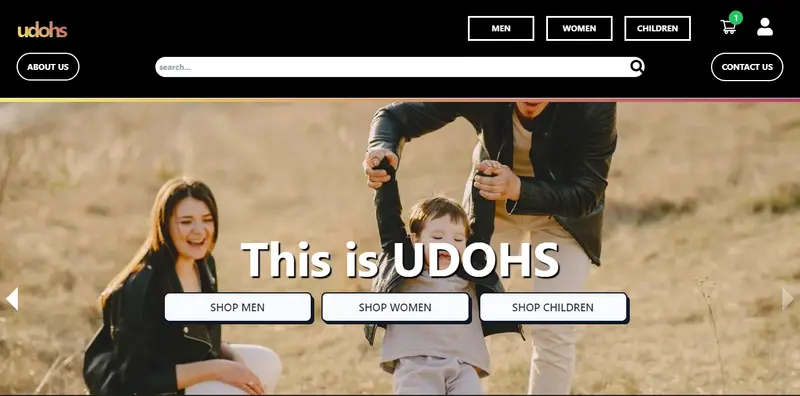 udohs
MEN
WOMEN
CHILDREN
1
ABOUT US
search...
CONTACT US
This is UDOHS
SHOP MEN
SHOP WOMEN
SHOP CHILDREN